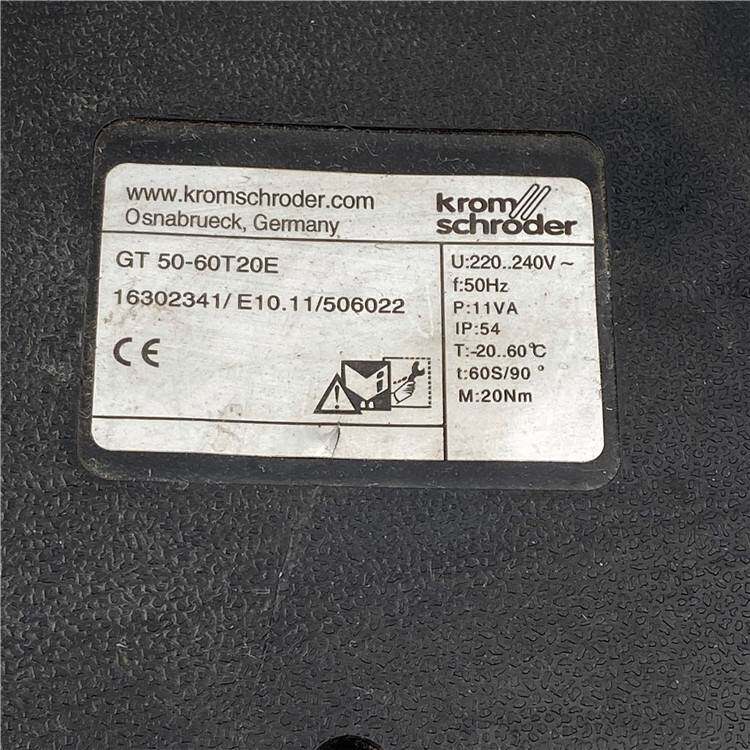 www.kromschroder.com
Osnabrueck, Germany
krom
schröder
GT 50-60T20E
16302341/ E10.11/506022
CE
U:220..240V~
f:50Hz
P:11VA
IP:54
T:-20..60°C
t:60S/90°
M:20Nm